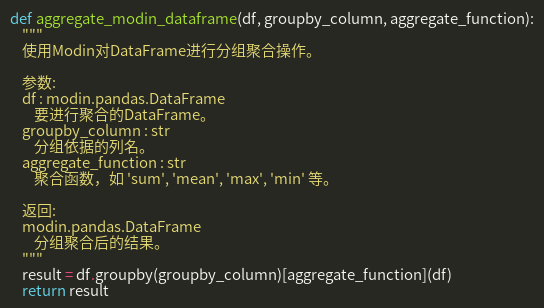 def aggregate_modin_dataframe(df, groupby_column, aggregate_function):
"""
使用Modin对DataFrame进行分组聚合操作。
参数:
df : modin.pandas.DataFrame
要进行聚合的DataFrame。
groupby_column : str
分组依据的列名。
aggregate_function : str
聚合函数，如 'sum', 'mean', 'max', 'min' 等。
返回:
modin.pandas.DataFrame
分组聚合后的结果。
"""
result = df.groupby(groupby_column)[aggregate_function](df)
return result